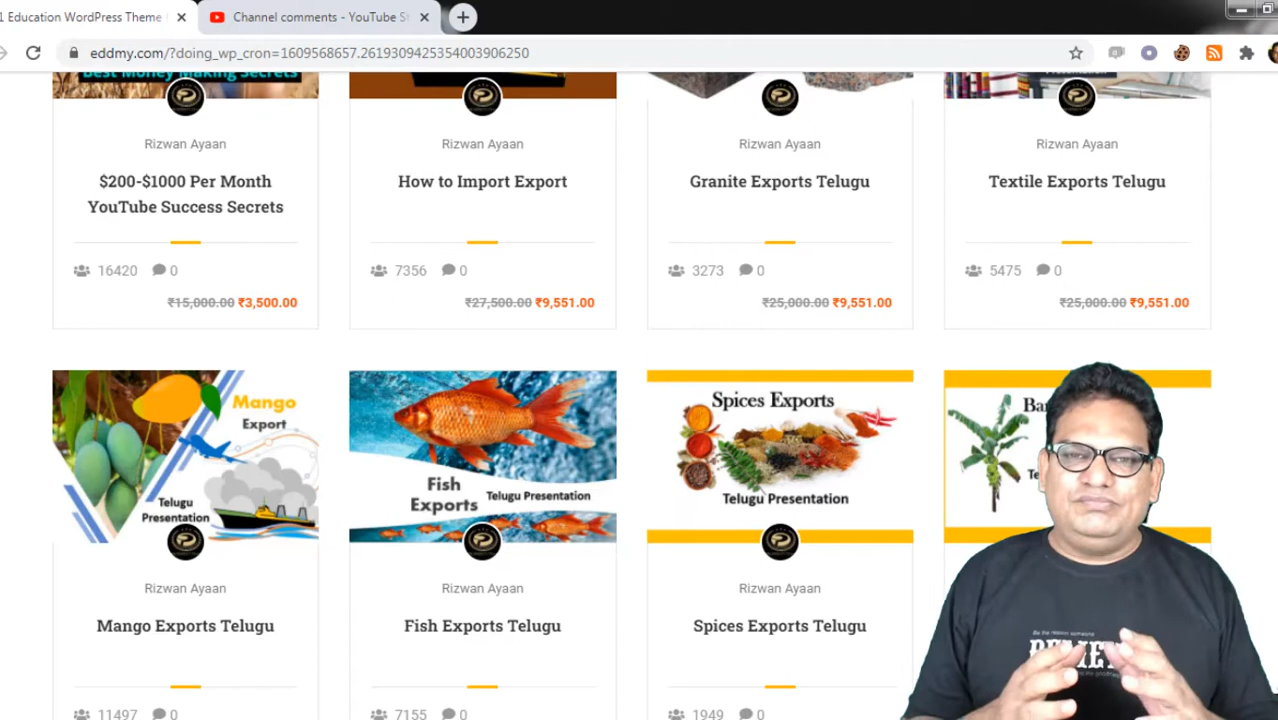 1 Education WordPress Theme
Channel comments - YouTube St
eddmy.com/?doing_wp_cron=1609568657.2619309425354003906250
Best Money Making Secrets
Rizwan Ayaan
$200-$1000 Per Month
YouTube Success Secrets
16420
0
₹15,000.00 ₹3,500.00
Rizwan Ayaan
How to Import Export
7356
0
₹27,500.00 ₹9,551.00
Rizwan Ayaan
Granite Exports Telugu
3273
0
₹25,000.00 ₹9,551.00
Rizwan Ayaan
Textile Exports Telugu
5475
0
₹25,000.00 ₹9,551.00
Mango
Export
Telugu
Presentation
Rizwan Ayaan
Mango Exports Telugu
11497
0
Fish
Exports
Telugu Presentation
Rizwan Ayaan
Fish Exports Telugu
7155
0
Spices Exports
Telugu Presentation
Rizwan Ayaan
Spices Exports Telugu
1949
0
Ba
Te